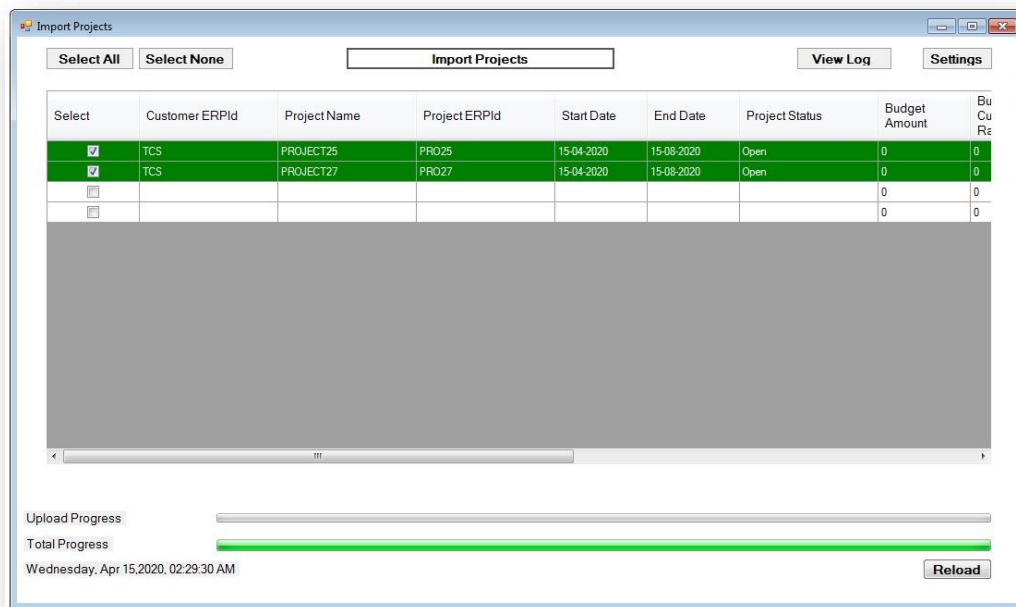 Import Projects
Select All Select None Import Projects View Log Settings
Select Customer ERPId Project Name Project ERPId Start Date End Date Project Status Budget Amount Bu Cu Ra
TCS PROJECT25 PRO25 15-04-2020 15-08-2020 Open 0 0
TCS PROJECT27 PRO27 15-04-2020 15-08-2020 Open 0 0
0 0
0 0
Upload Progress
Total Progress
Wednesday, Apr 15,2020, 02:29:30 AM Reload